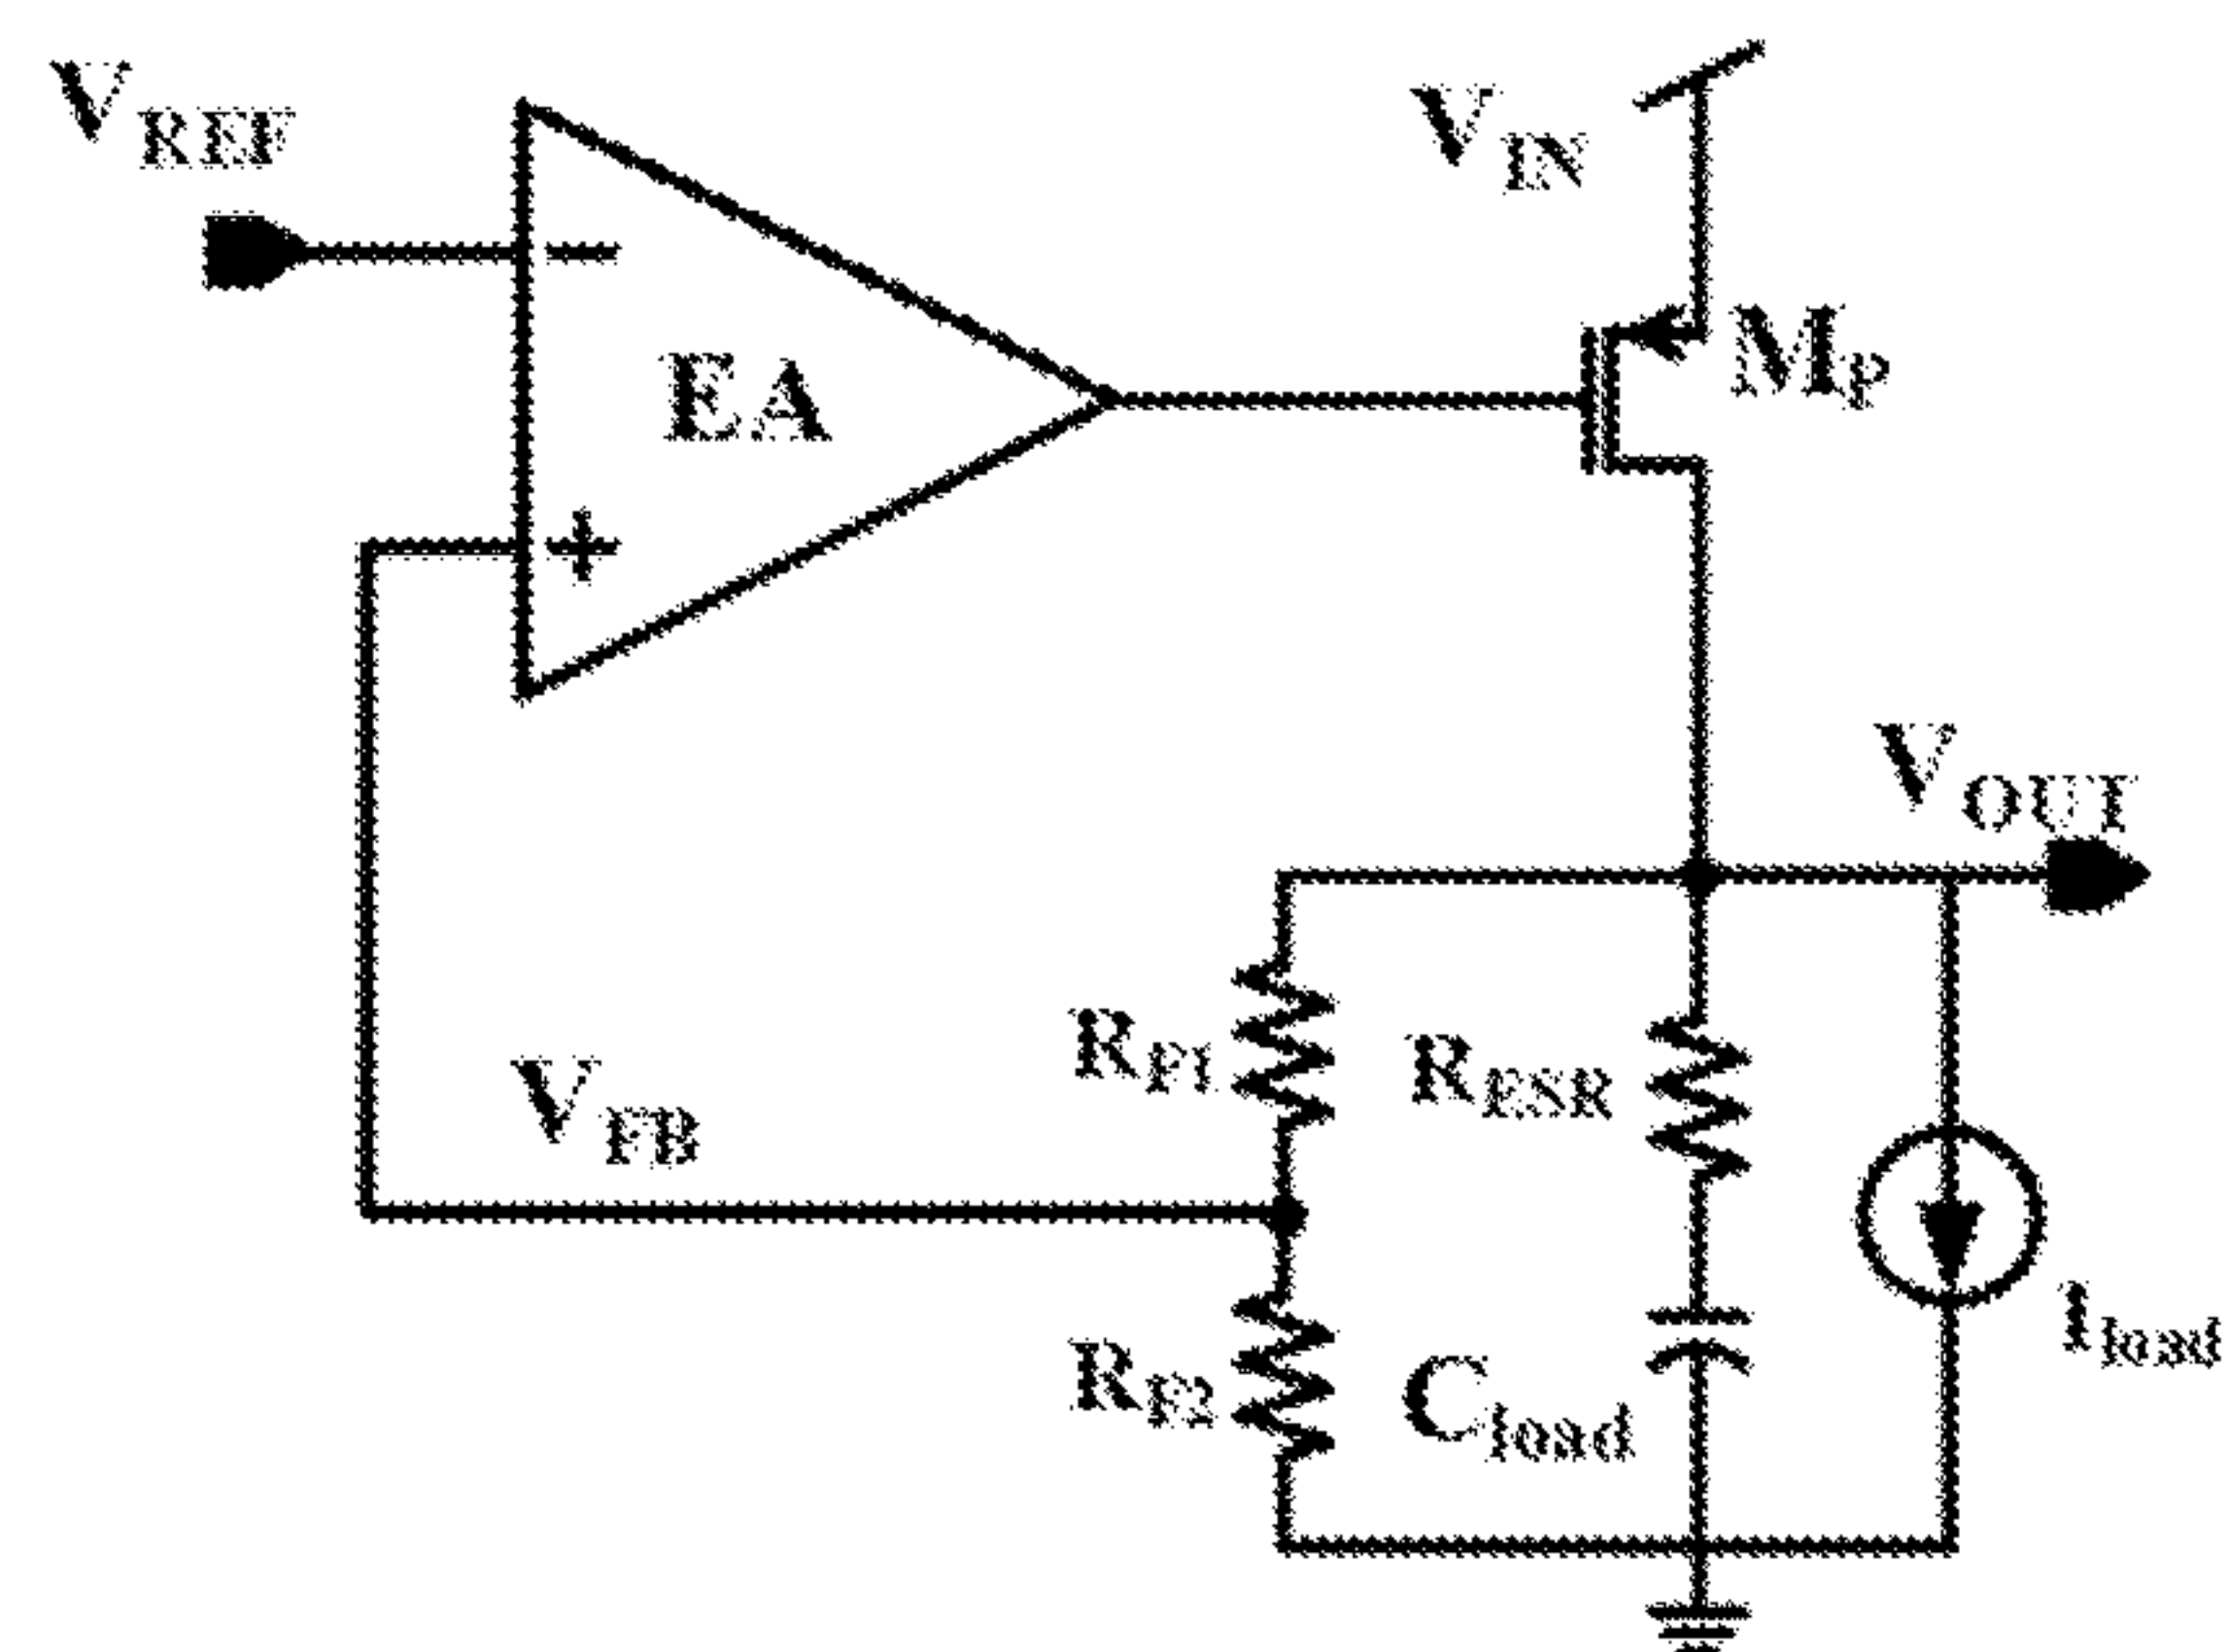 VREF
VIN
−
EA
MP
+
VOUT
RF1
RESR
VFB
Iload
RF2
Cload